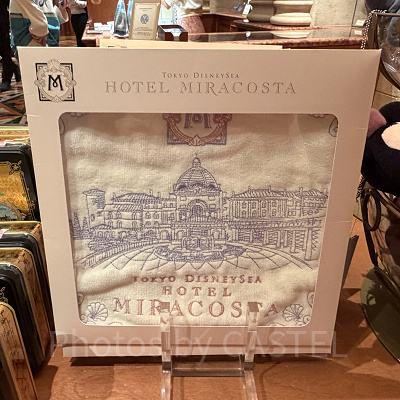 M
TOKYO DISNEYSEA
HOTEL MIRACOSTA
M
TOKYO DISNEYSEA
HOTEL
MIRACOSTA
Photos by CASTEL